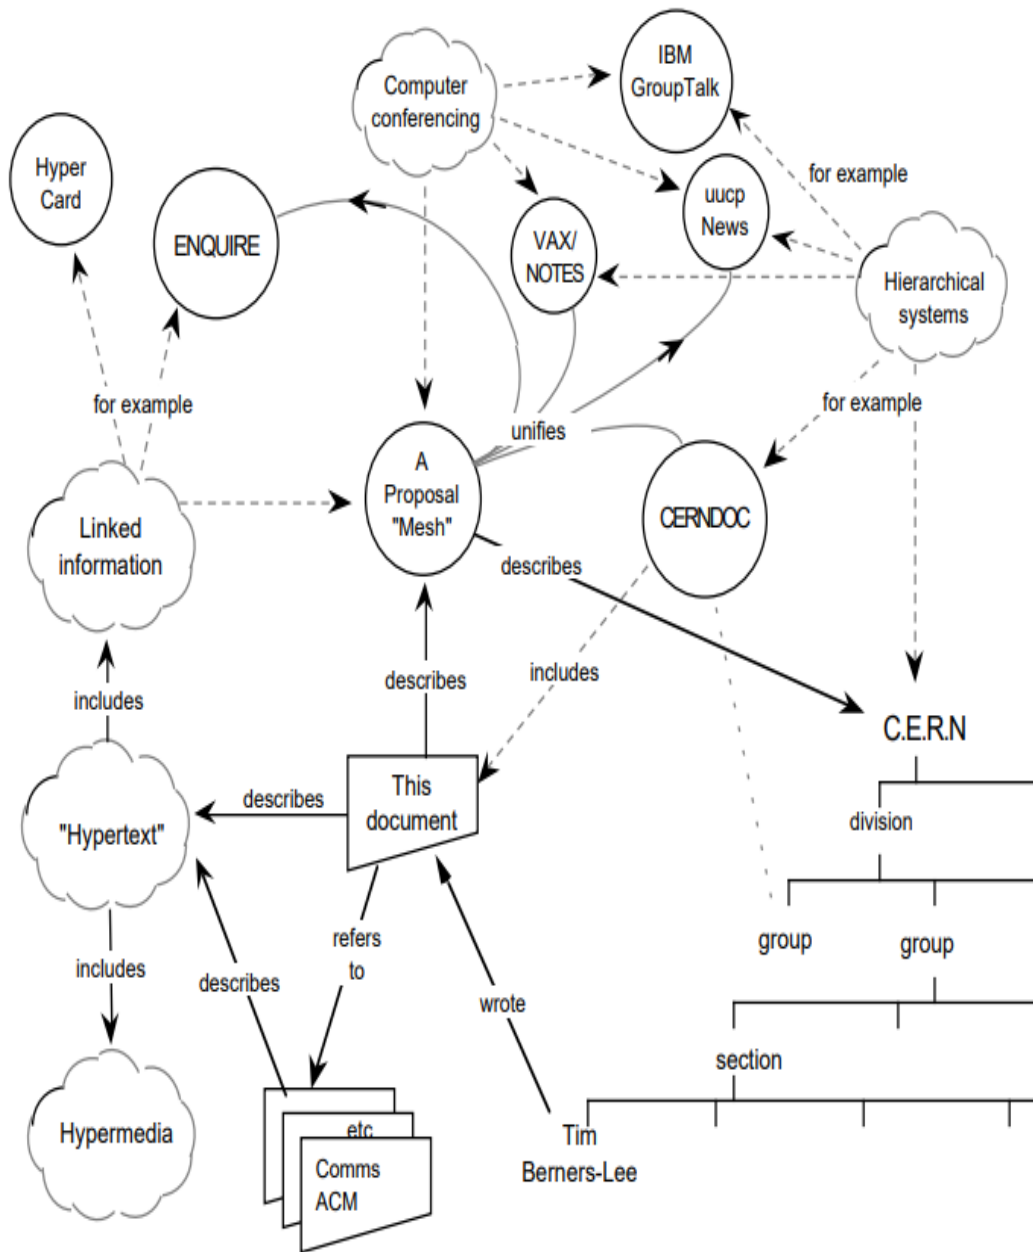 IBM
GroupTalk
Computer
conferencing
Hyper
Card
uucp
News
for example
ENQUIRE
VAX/
NOTES
Hierarchical
systems
for example
for example
unifies
A
Proposal
"Mesh"
CERNDOC
Linked
information
describes
includes
describes
includes
C.E.R.N
This
document
describes
"Hypertext"
division
refers
to
group
group
includes
describes
wrote
section
Hypermedia
etc
Comms
ACM
Tim
Berners-Lee